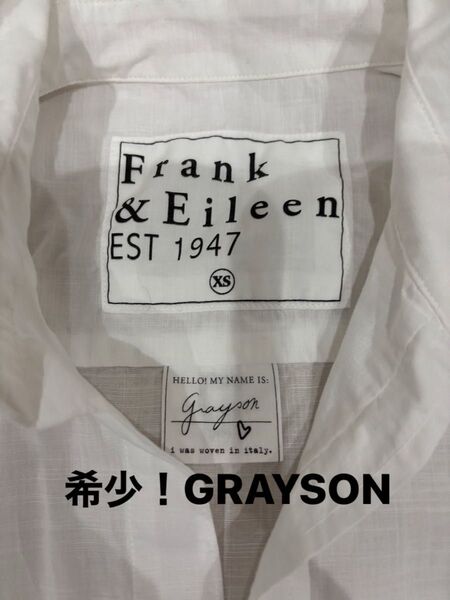 Frank
& Eileen
EST 1947
XS
HELLO! MY NAME IS:
Grayson
i was woven in italy.
希少！GRAYSON